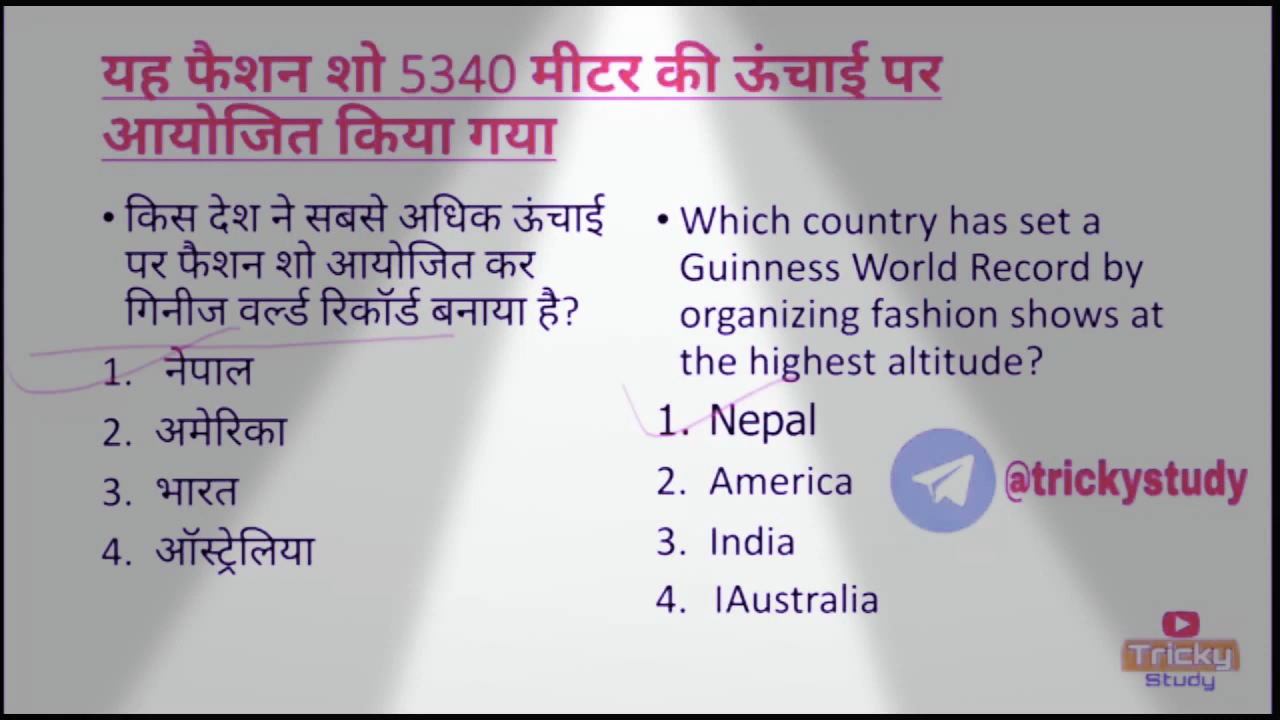 यह फैशन शो 5340 मीटर की ऊंचाई पर
आयोजित किया गया
• किस देश ने सबसे अधिक ऊंचाई
पर फैशन शो आयोजित कर
गिनीज वर्ल्ड रिकॉर्ड बनाया है?
1. नेपाल
2. अमेरिका
3. भारत
4. ऑस्ट्रेलिया
• Which country has set a
Guinness World Record by
organizing fashion shows at
the highest altitude?
1. Nepal
2. America
3. India
4. IAustralia
@trickystudy
Tricky
Study